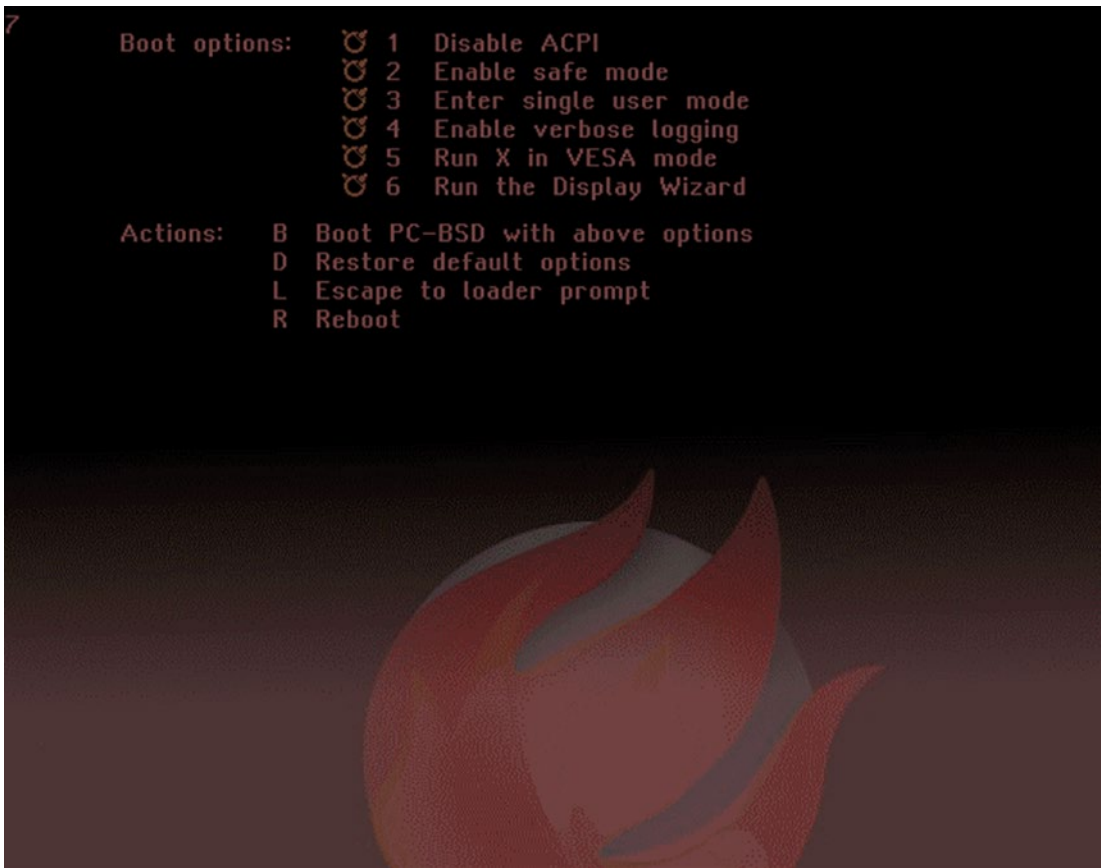 7
Boot options: 1 Disable ACPI
2 Enable safe mode
3 Enter single user mode
4 Enable verbose logging
5 Run X in VESA mode
6 Run the Display Wizard
Actions: B Boot PC-BSD with above options
D Restore default options
L Escape to loader prompt
R Reboot